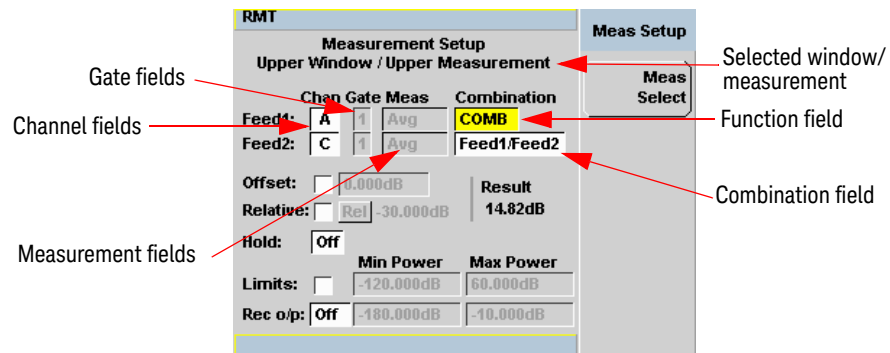 RMT
Meas Setup
Measurement Setup
Upper Window / Upper Measurement
Selected window/
measurement
Meas
Select
Gate fields
Chan Gate Meas Combination
Channel fields
Feed1: A 1 Avg COMB
Function field
Feed2: C 1 Avg Feed1/Feed2
Offset: 0.000dB
Result
Combination field
Relative: Rel -30.000dB 14.82dB
Measurement fields
Hold: Off
Min Power Max Power
Limits: -120.000dB 60.000dB
Rec o/p: Off -180.000dB -10.000dB